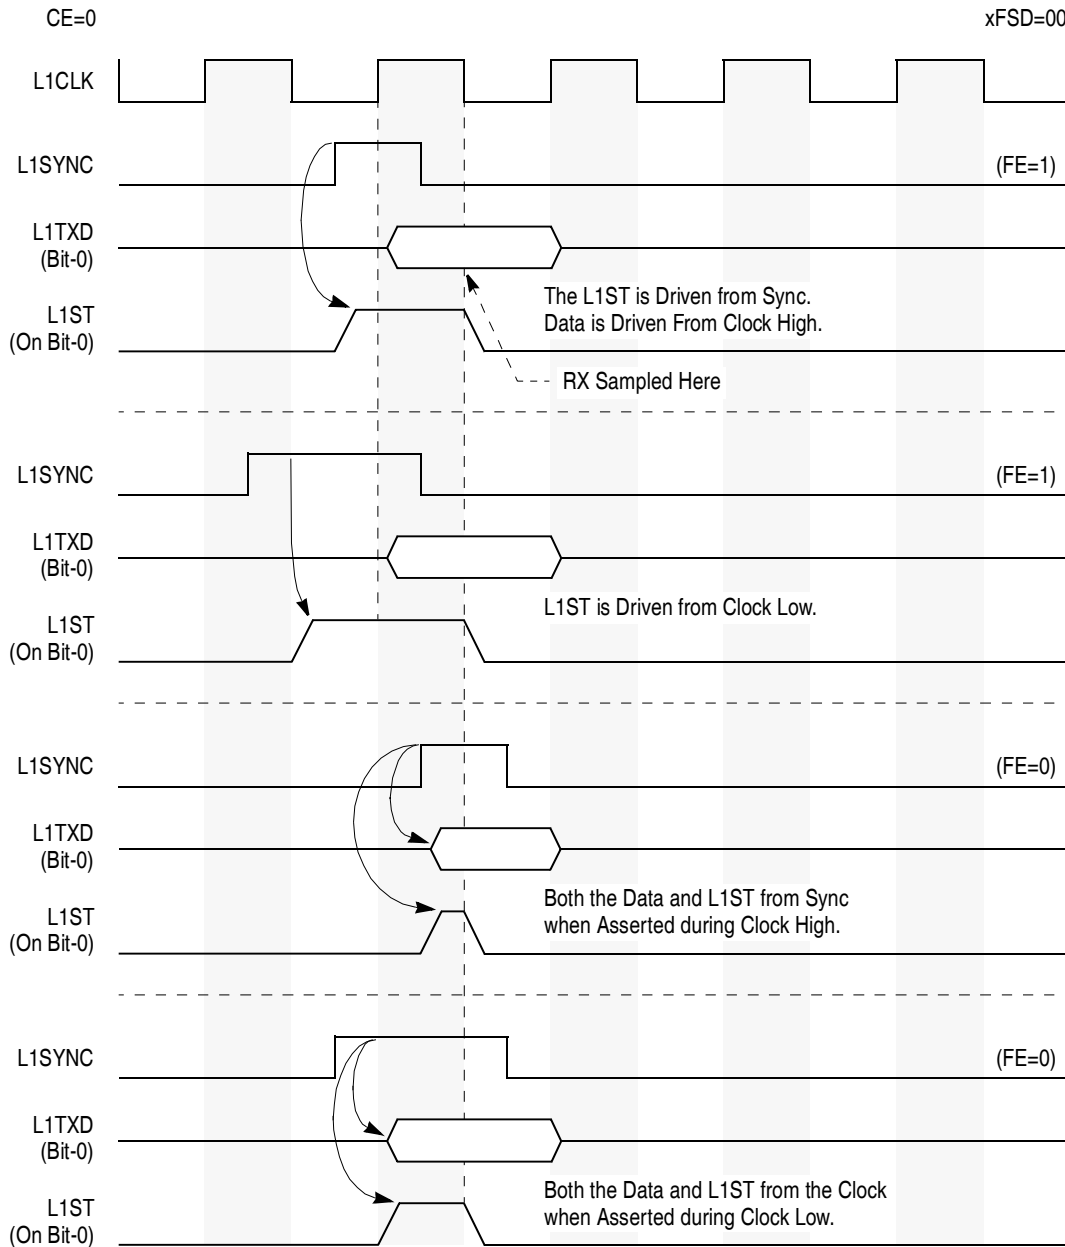 CE=0
xFSD=00
L1CLK
L1SYNC
(FE=1)
L1TXD
(Bit-0)
The L1ST is Driven from Sync.
Data is Driven From Clock High.
L1ST
(On Bit-0)
RX Sampled Here
L1SYNC
(FE=1)
L1TXD
(Bit-0)
L1ST is Driven from Clock Low.
L1ST
(On Bit-0)
L1SYNC
(FE=0)
L1TXD
(Bit-0)
Both the Data and L1ST from Sync
when Asserted during Clock High.
L1ST
(On Bit-0)
L1SYNC
(FE=0)
L1TXD
(Bit-0)
Both the Data and L1ST from the Clock
when Asserted during Clock Low.
L1ST
(On Bit-0)